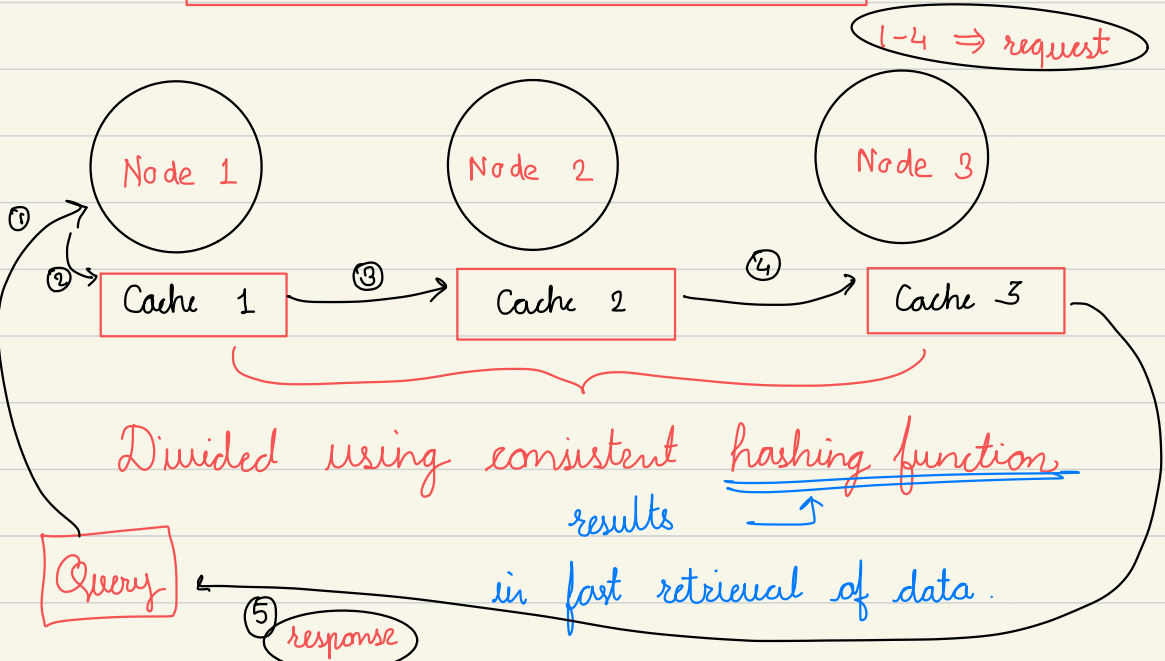 1-4 ⇒ request
Node 1
Node 2
Node 3
1
2
Cache 1
3
Cache 2
4
Cache 3
Divided using consistent hashing function
results
in fast retrieval of data.
Query
5
response